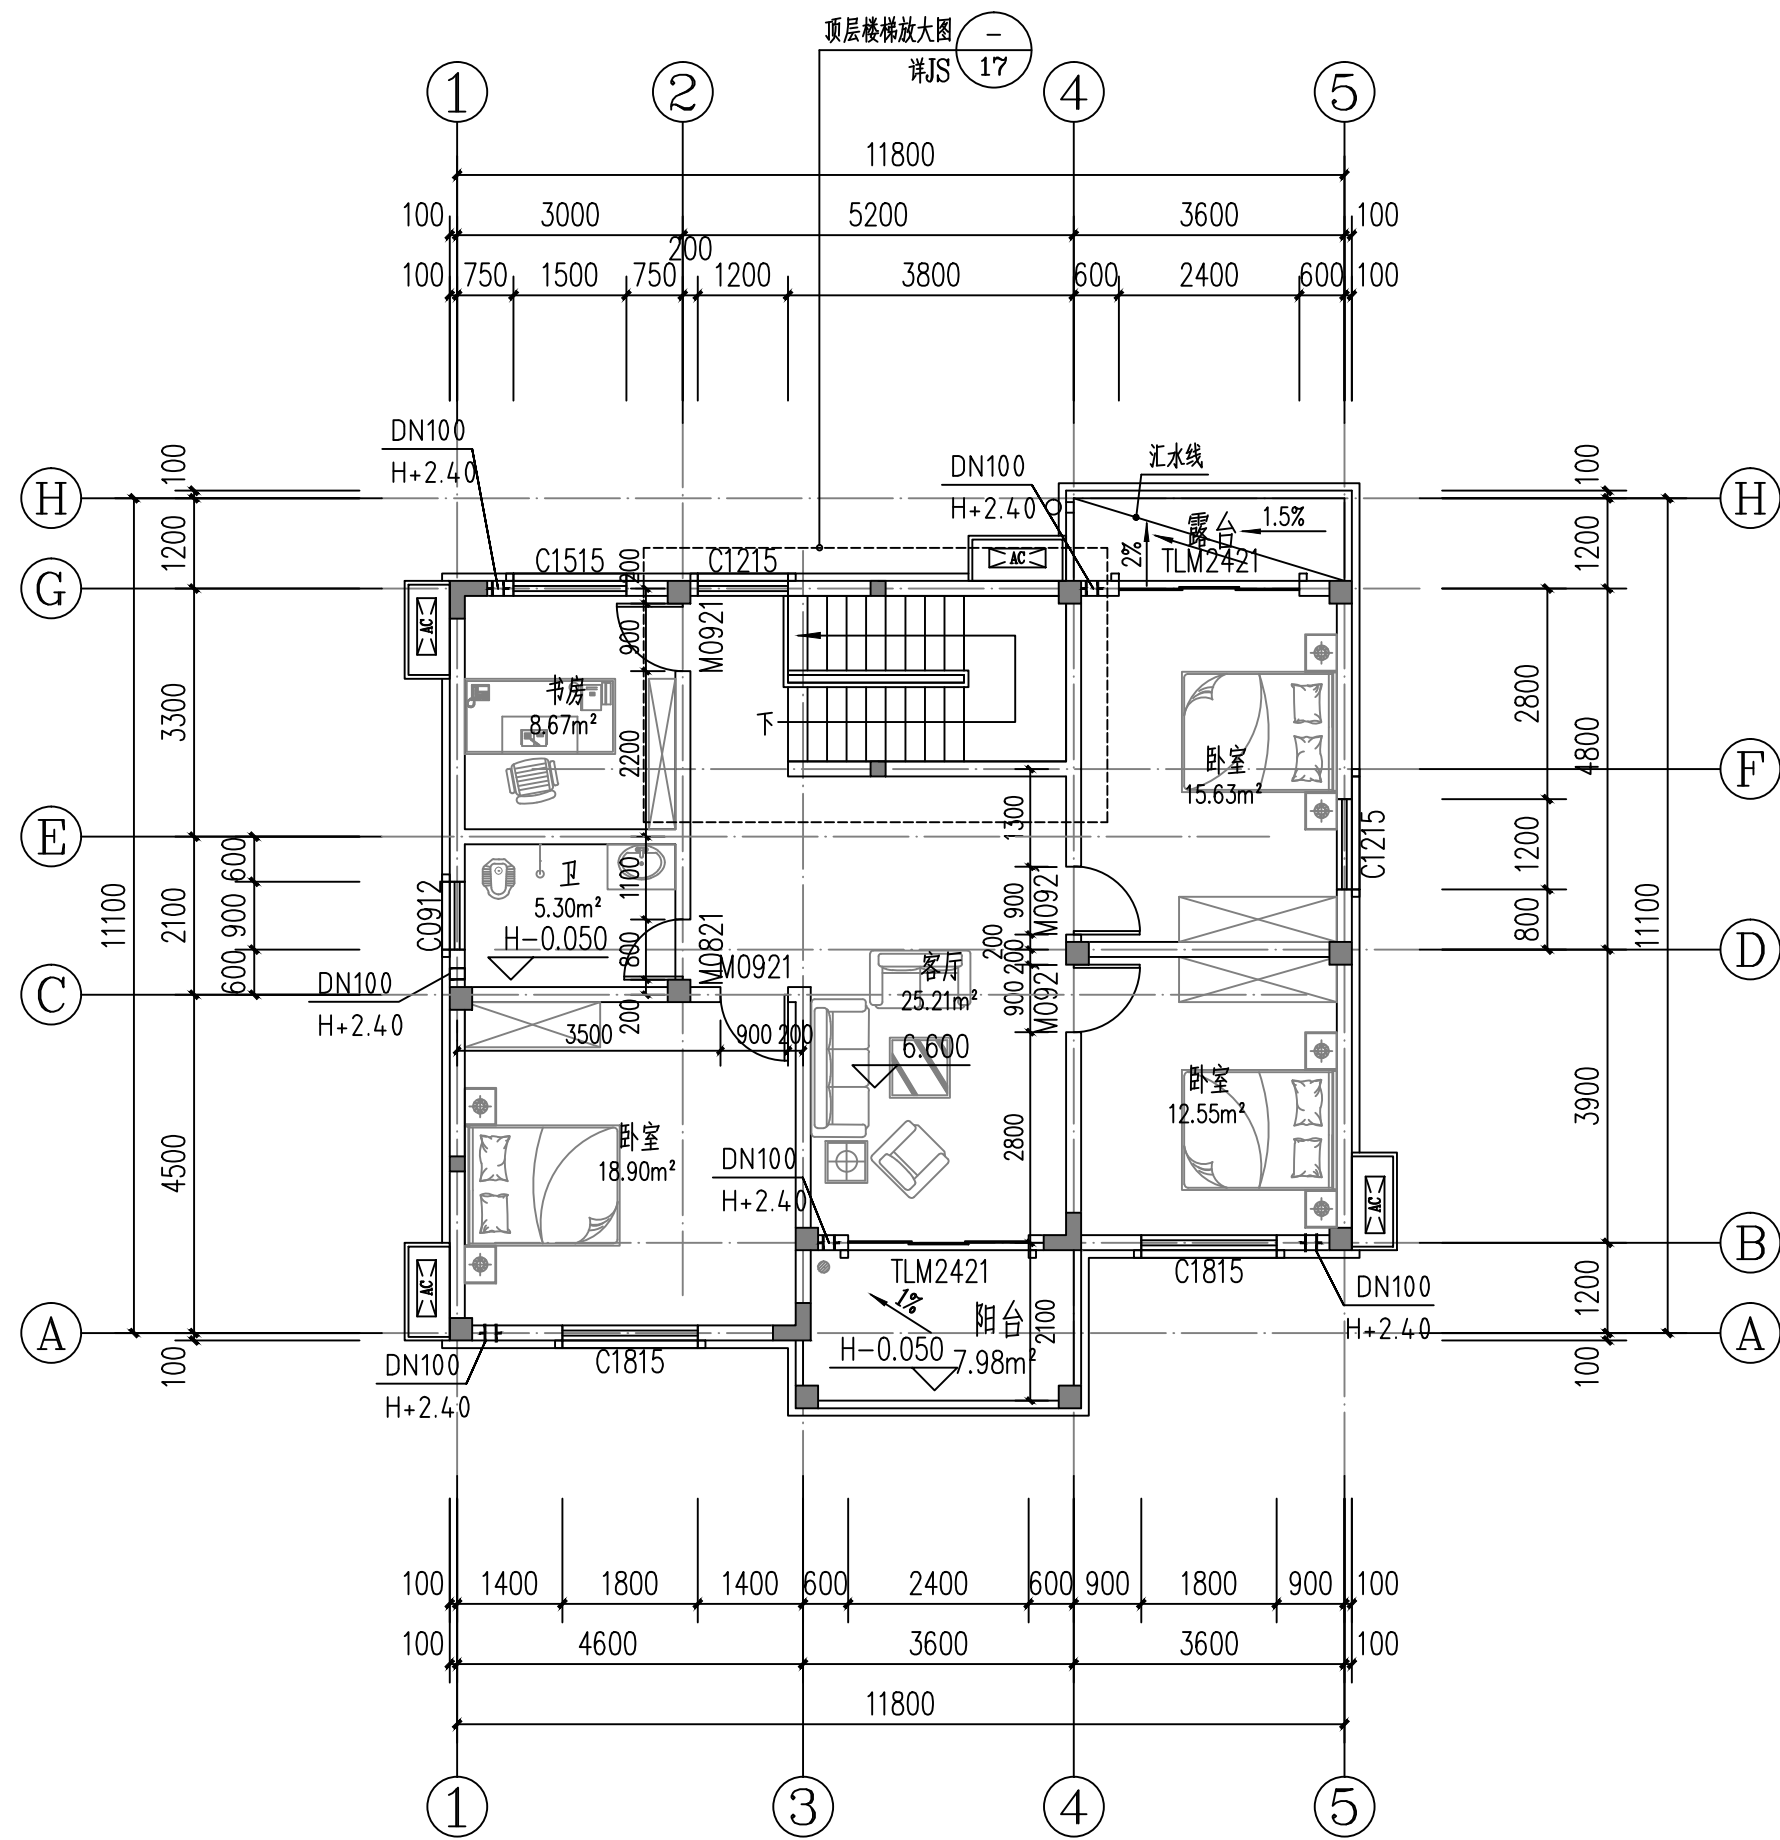 顶层楼梯放大图
详JS
-
17
1
2
4
5
11800
100
3000
5200
3600
100
200
100
750
1500
750
1200
3800
600
2400
600
100
DN100
H+2.40
DN100
H+2.40
汇水线
露台
1.5%
2%
TLM2421
H
G
E
C
A
H
F
D
B
A
100
1200
3300
2100
4500
100
11100
600
900
600
100
1200
4800
3900
1200
100
11100
2800
1200
800
C1515
C1215
AC
AC
200
900
M0921
2200
书房
8.67m²
下
卧室
15.63m²
1300
C1215
C0912
卫
5.30m²
H-0.050
1100
800
M0821
200
900
M0921
200
200
900
M0921
DN100
H+2.40
M0921
3500
900
200
客厅
25.21m²
6.600
2800
卧室
12.55m²
卧室
18.90m²
DN100
H+2.40
AC
AC
TLM2421
1%
阳台
7.98m²
H-0.050
2100
C1815
DN100
H+2.40
C1815
DN100
H+2.40
100
1400
1800
1400
600
2400
600
900
1800
900
100
100
4600
3600
3600
100
11800
1
3
4
5